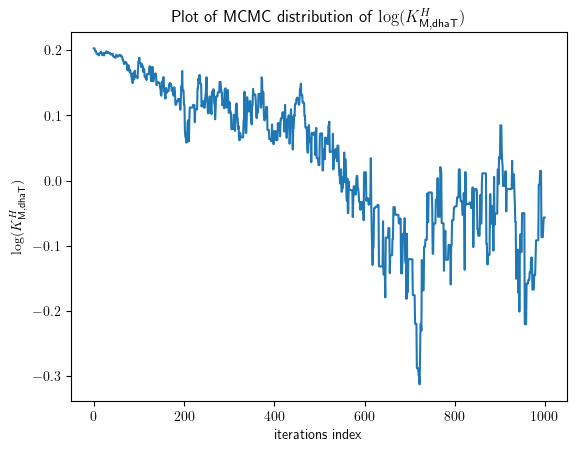 Plot of MCMC distribution of log(K^H_{M,dhaT})
log(K^H_{M,dhaT})
0.2
0.1
0.0
−0.1
−0.2
−0.3
0 200 400 600 800 1000
iterations index